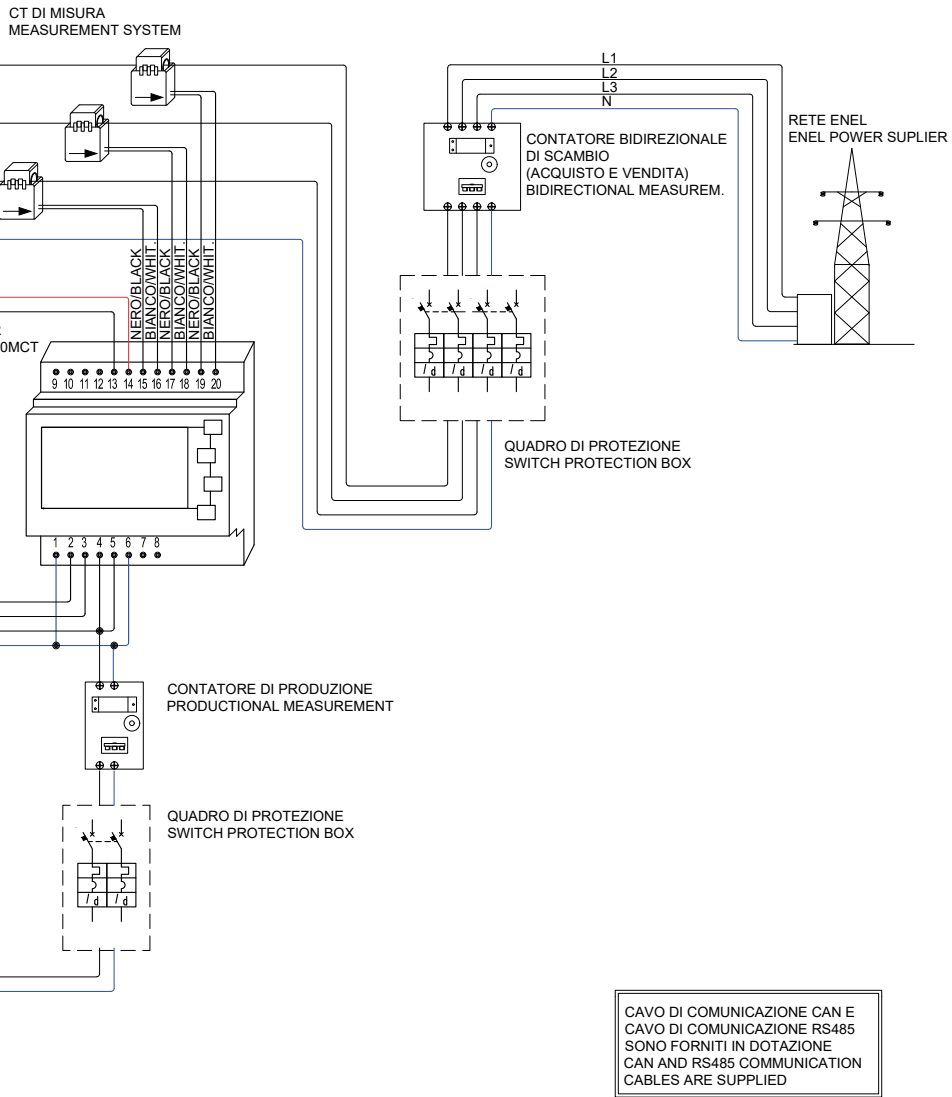 CT DI MISURA
MEASUREMENT SYSTEM
L1
L2
L3
N
RETE ENEL
ENEL POWER SUPLIER
CONTATORE BIDIREZIONALE
DI SCAMBIO
(ACQUISTO E VENDITA)
BIDIRECTIONAL MEASUREM.
NERO/BLACK
BIANCO/WHIT.
NERO/BLACK
BIANCO/WHIT.
NERO/BLACK
BIANCO/WHIT.
0MCT
9 10 11 12 13 14 15 16 17 18 19 20
d d d d
QUADRO DI PROTEZIONE
SWITCH PROTECTION BOX
1 2 3 4 5 6 7 8
CONTATORE DI PRODUZIONE
PRODUCTIONAL MEASUREMENT
QUADRO DI PROTEZIONE
SWITCH PROTECTION BOX
d d
CAVO DI COMUNICAZIONE CAN E
CAVO DI COMUNICAZIONE RS485
SONO FORNITI IN DOTAZIONE
CAN AND RS485 COMMUNICATION
CABLES ARE SUPPLIED